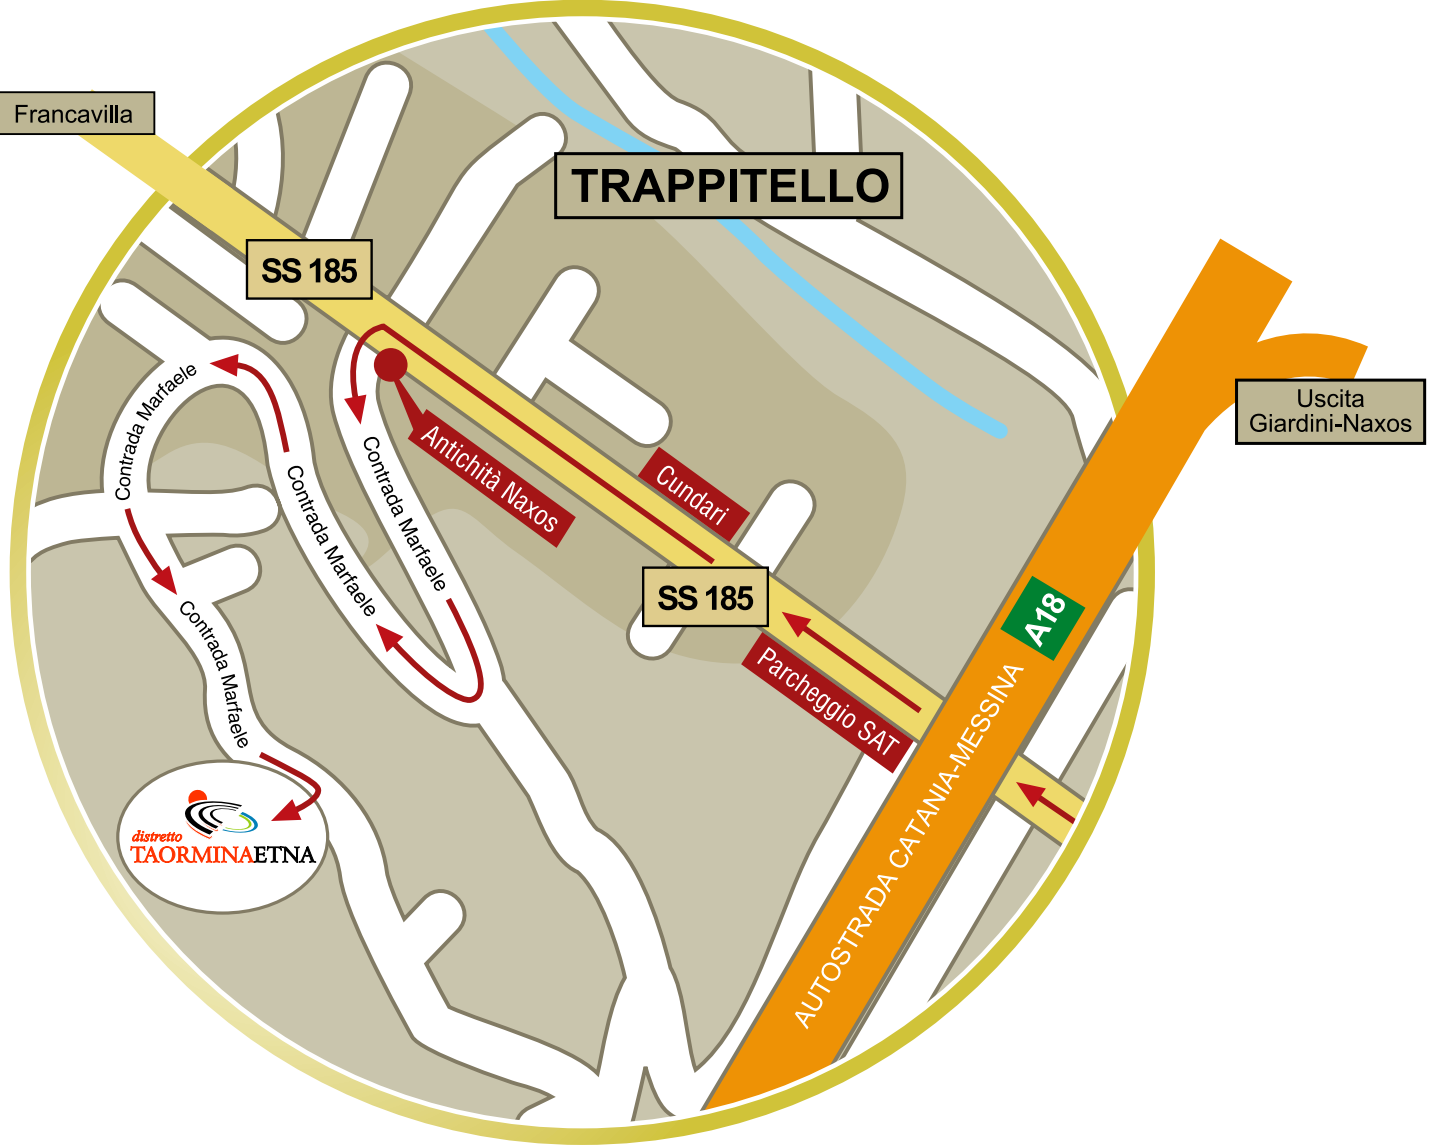 Francavilla
TRAPPITELLO
SS 185
Uscita
Giardini-Naxos
Contrada Marfaele
Antichità Naxos
Cundari
Contrada Marfaele
Contrada Marfaele
SS 185
A18
Contrada Marfaele
Parcheggio SAT
AUTOSTRADA CATANIA-MESSINA
distretto
TAORMINAETNA